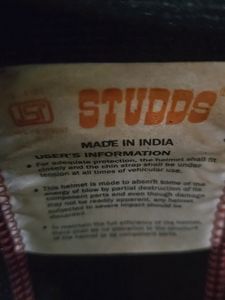 ISI
STUDDS
MADE IN INDIA
USER'S INFORMATION
• For adequate protection, the helmet shall fit
closely and the chin strap shall be under
tension at all times of vehicular use.
• This helmet is made to absorb some of the
energy of blow by partial destruction of its
component parts and even though damage
may not be readily apparent, any helmet
subjected to severe impact should be
discarded
• To maintain the full efficiency of the helmet,
there shall be no alteration to the structure
of the helmet or its component parts.